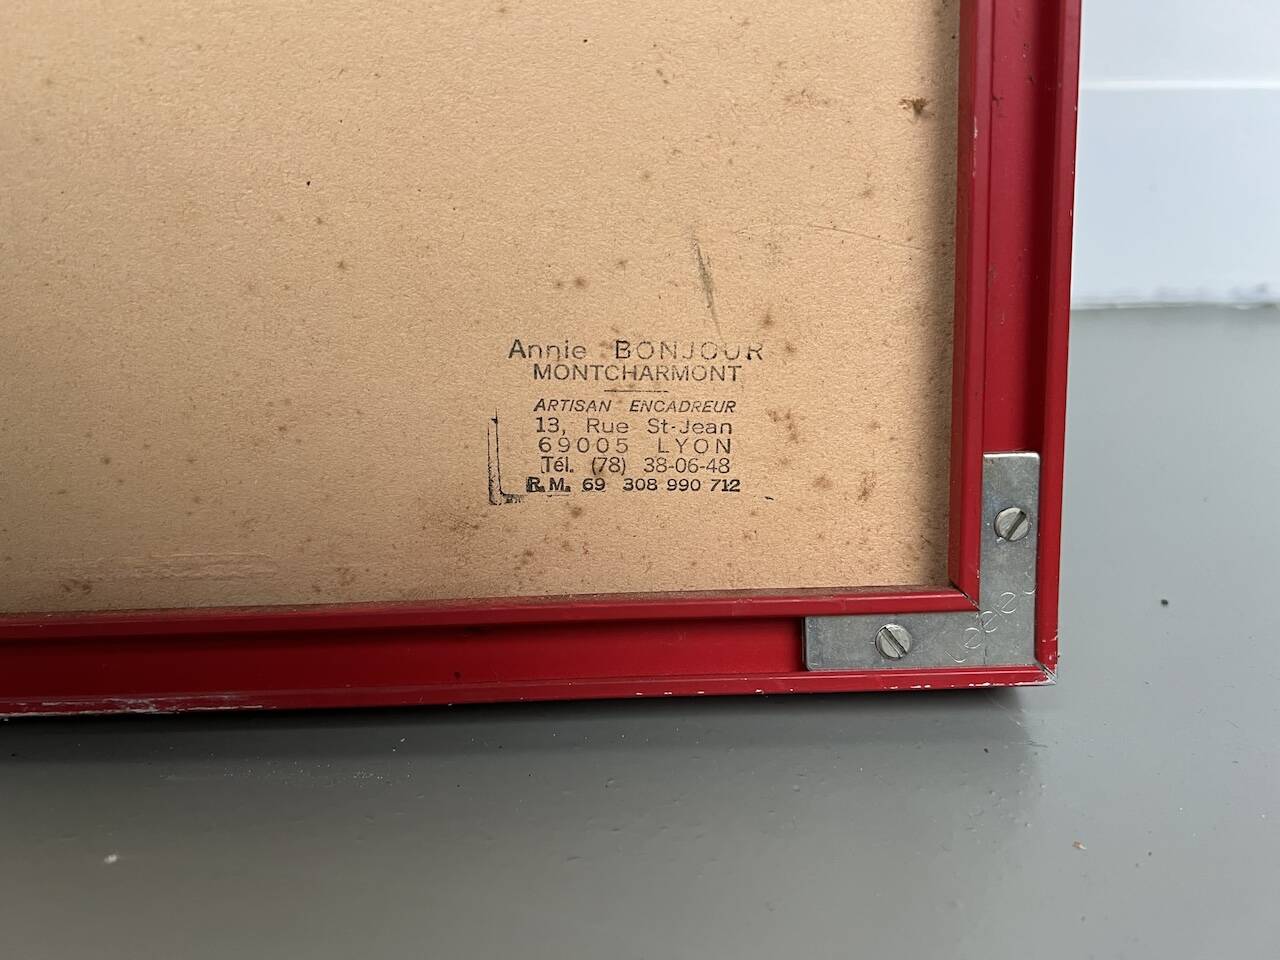 Annie BONJOUR
MONTCHARMONT
ARTISAN ENCADREUR
13, Rue St-Jean
69005 LYON
Tél. (78) 38-06-48
R.M. 69 308 990 712